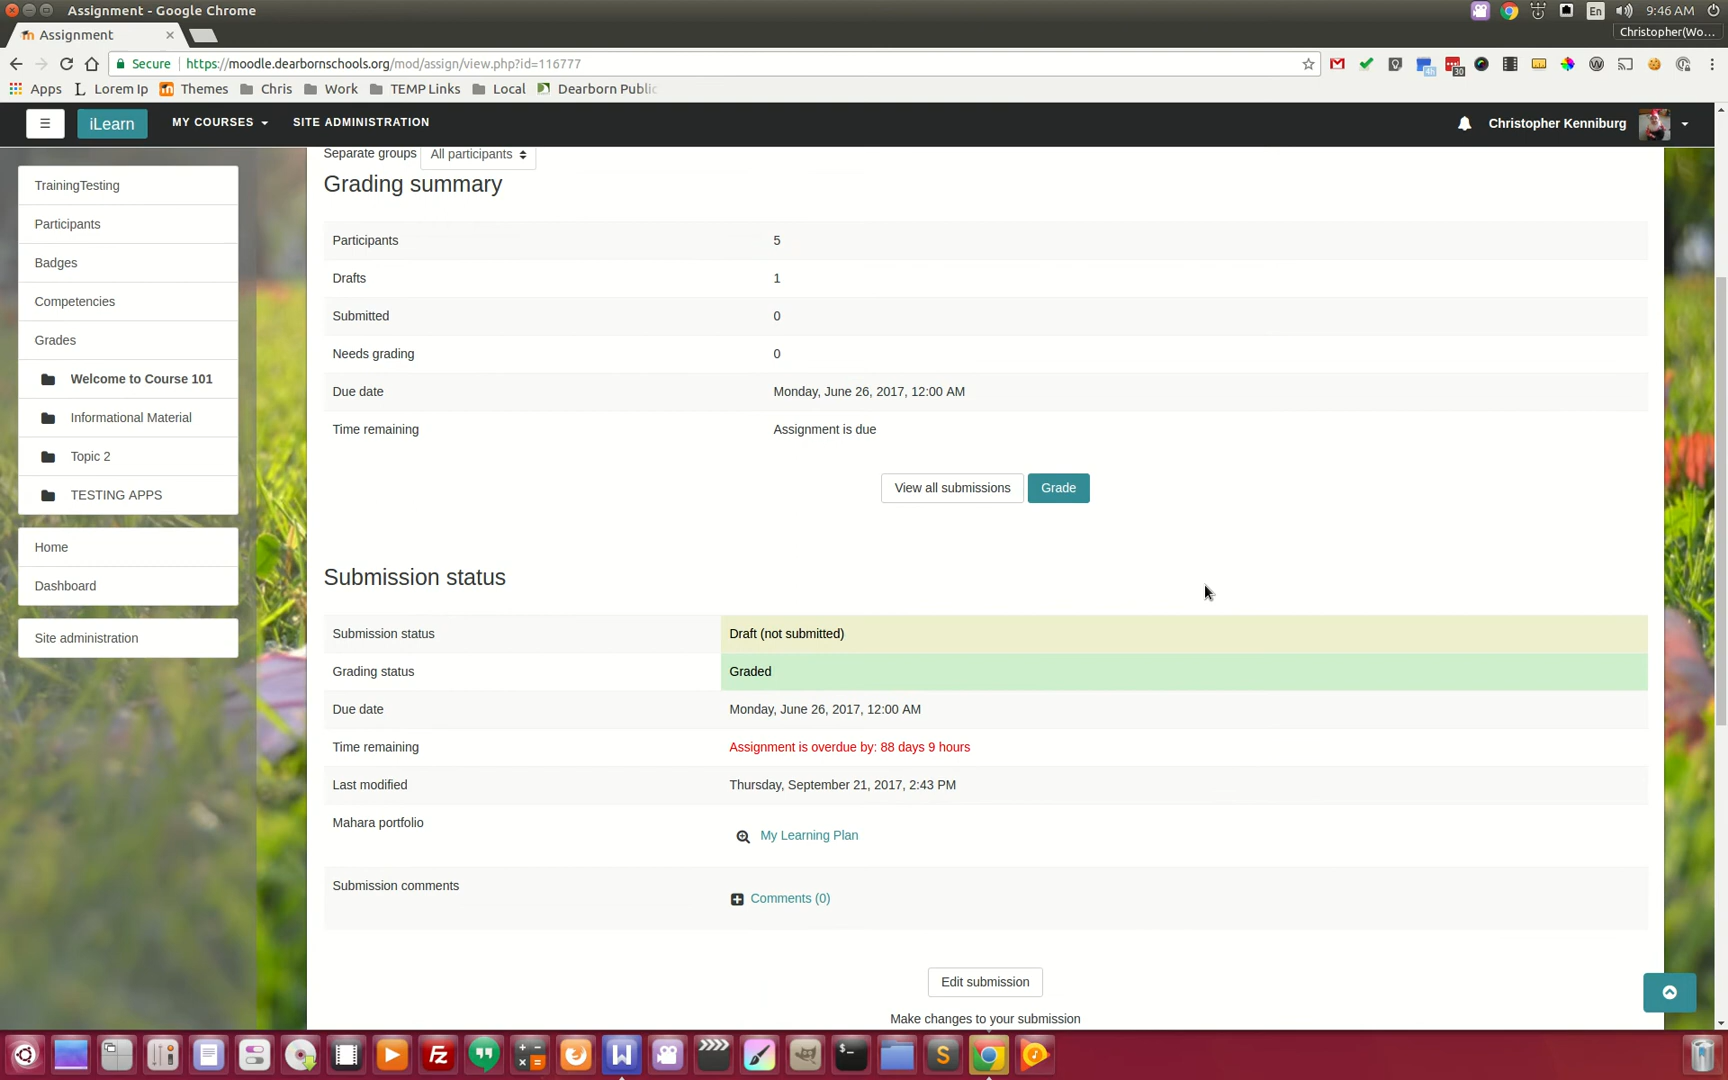 Assignment - Google Chrome
En
9:46 AM
Assignment
Christopher(Wo...
Secure
https://moodle.dearbornschools.org/mod/assign/view.php?id=116777
Apps
Lorem Ip
Themes
Chris
Work
TEMP Links
Local
Dearborn Public
iLearn
MY COURSES
SITE ADMINISTRATION
Christopher Kenniburg
TrainingTesting
Participants
Badges
Competencies
Grades
Welcome to Course 101
Informational Material
Topic 2
TESTING APPS
Home
Dashboard
Site administration
Separate groups All participants
Grading summary
Participants 5
Drafts 1
Submitted 0
Needs grading 0
Due date Monday, June 26, 2017, 12:00 AM
Time remaining Assignment is due
View all submissions Grade
Submission status
Submission status Draft (not submitted)
Grading status Graded
Due date Monday, June 26, 2017, 12:00 AM
Time remaining Assignment is overdue by: 88 days 9 hours
Last modified Thursday, September 21, 2017, 2:43 PM
Mahara portfolio My Learning Plan
Submission comments Comments (0)
Edit submission
Make changes to your submission